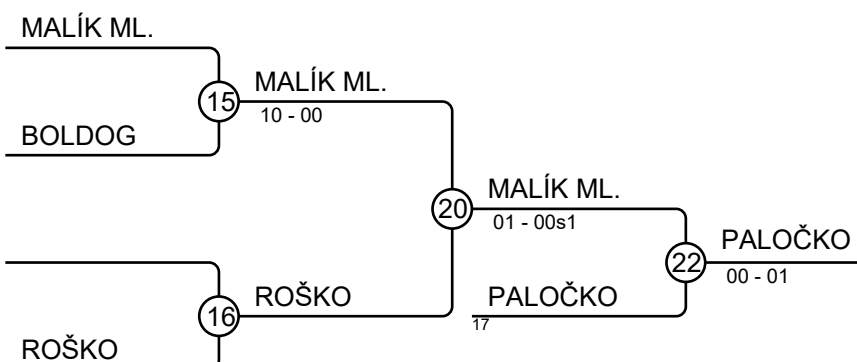 MALÍK ML.
15
MALÍK ML.
10 - 00
BOLDOG
20
MALÍK ML.
01 - 00s1
22
PALOČKO
00 - 01
16
ROŠKO
PALOČKO
17
ROŠKO